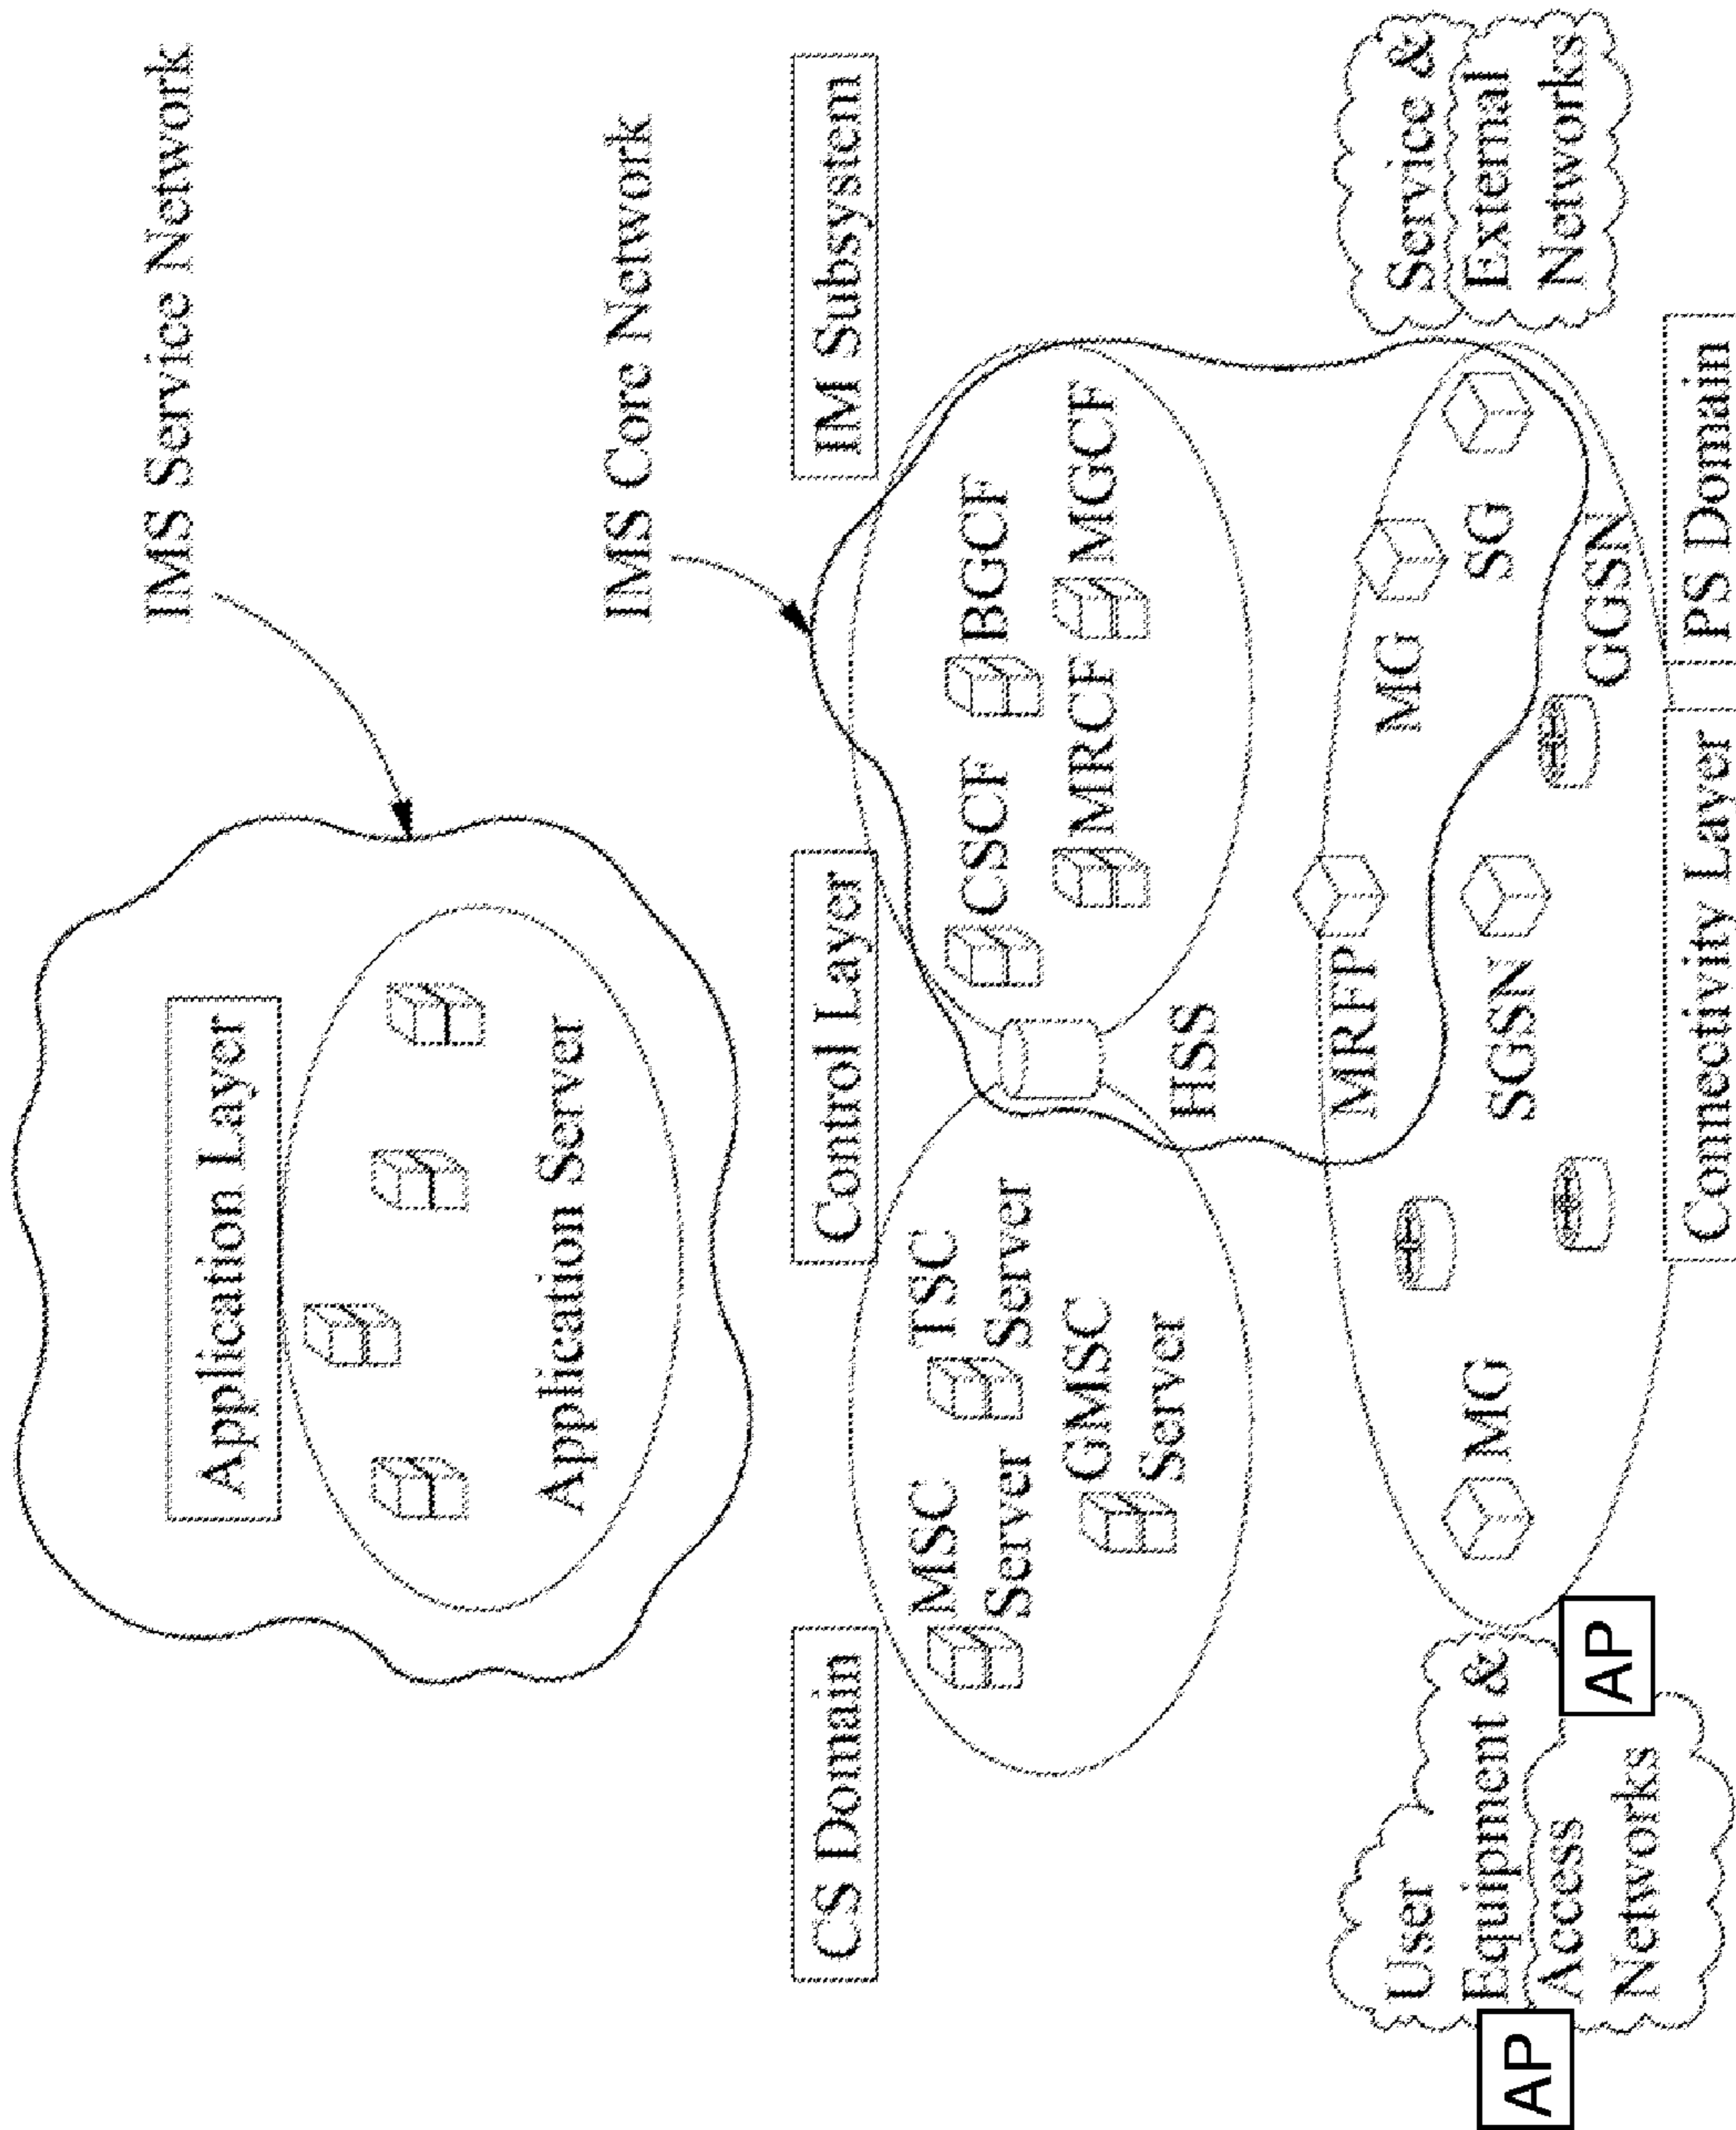 IMS Service Network
Application Layer
Application Server
IMS Core Network
CS Domain
Control Layer
IM Subsystem
MSC
Server
TSC
Server
GMSC
Server
CSCF
BGCF
MRCF
MGCF
HSS
User
Equipment &
Access
Networks
AP
AP
MG
MRFP
SGSN
MG
SG
GGSN
Service &
External
Networks
Connectivity Layer
PS Domain